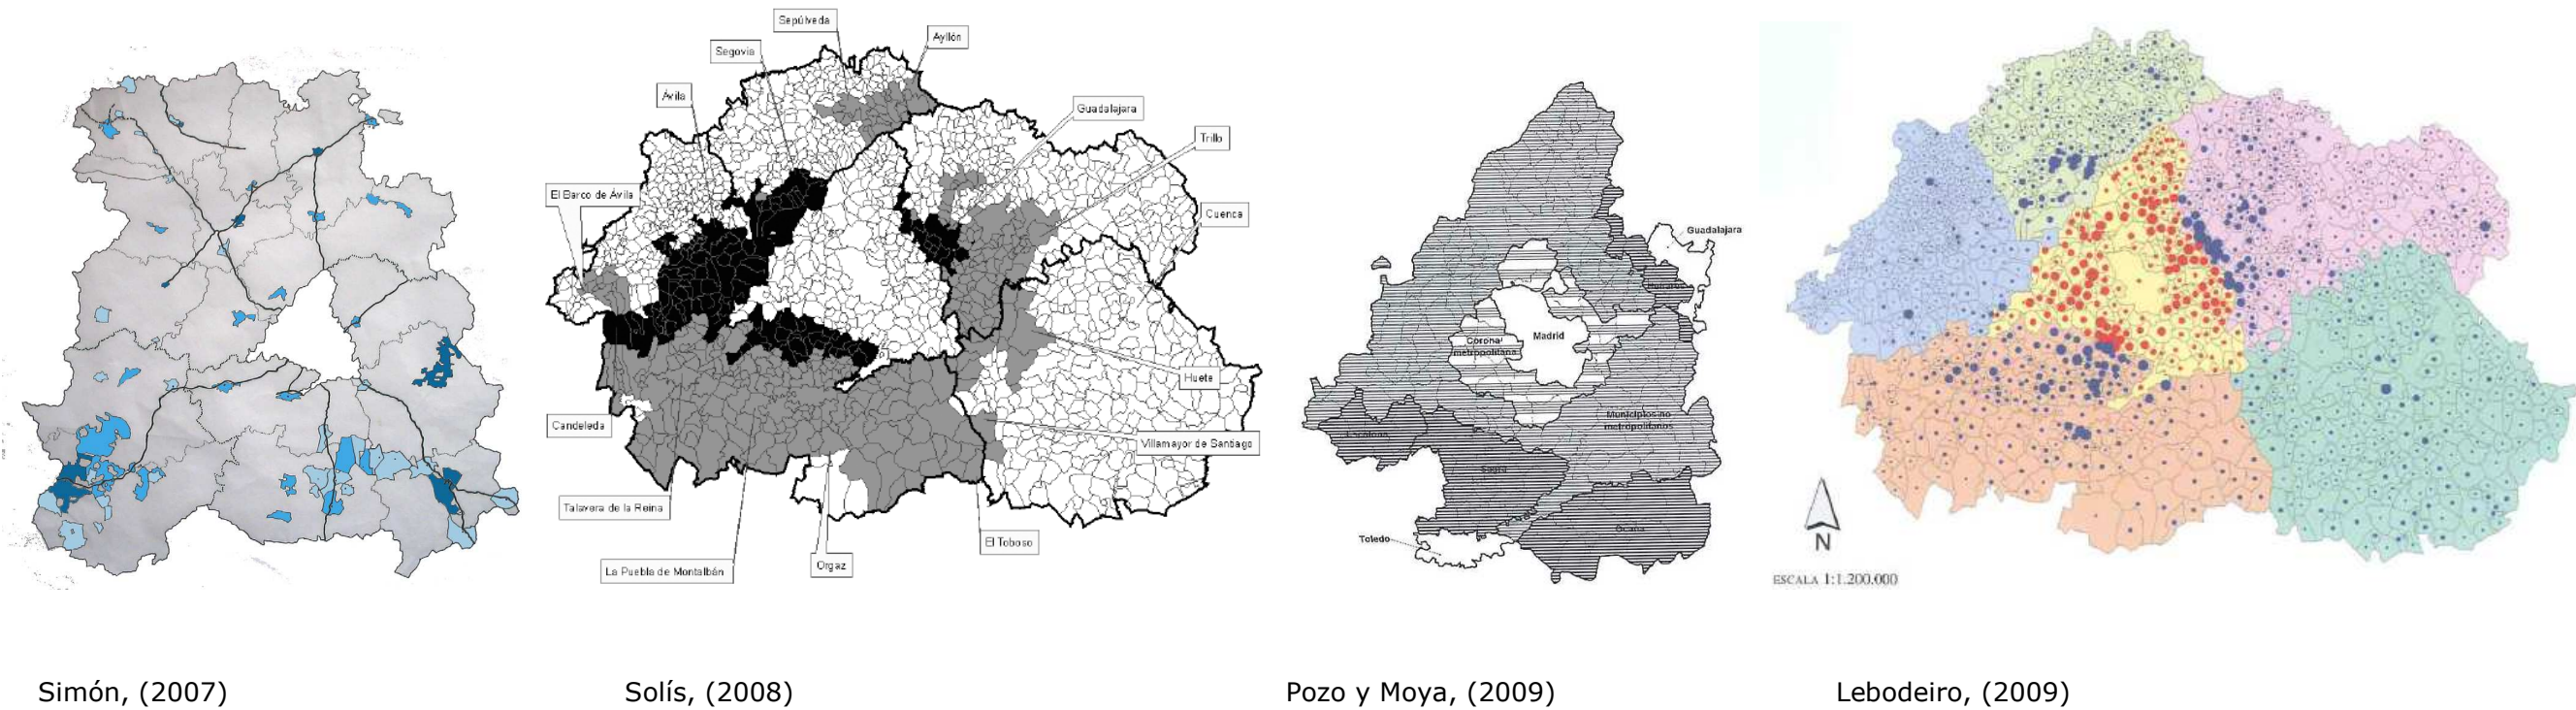 Sepúlveda
Ayllón
Segovia
Ávila
Guadalajara
Trillo
El Barco de Ávila
Cuenca
Huete
Candeleda
Villamayor de Santiago
Talavera de la Reina
El Toboso
La Puebla de Montalbán
Orgaz
Guadalajara
Madrid
Corona
metropolitana
Municipios no
metropolitanos
Sagra
Ocaña
Toledo
N
ESCALA 1:1.200.000
Simón, (2007)
Solís, (2008)
Pozo y Moya, (2009)
Lebodeiro, (2009)